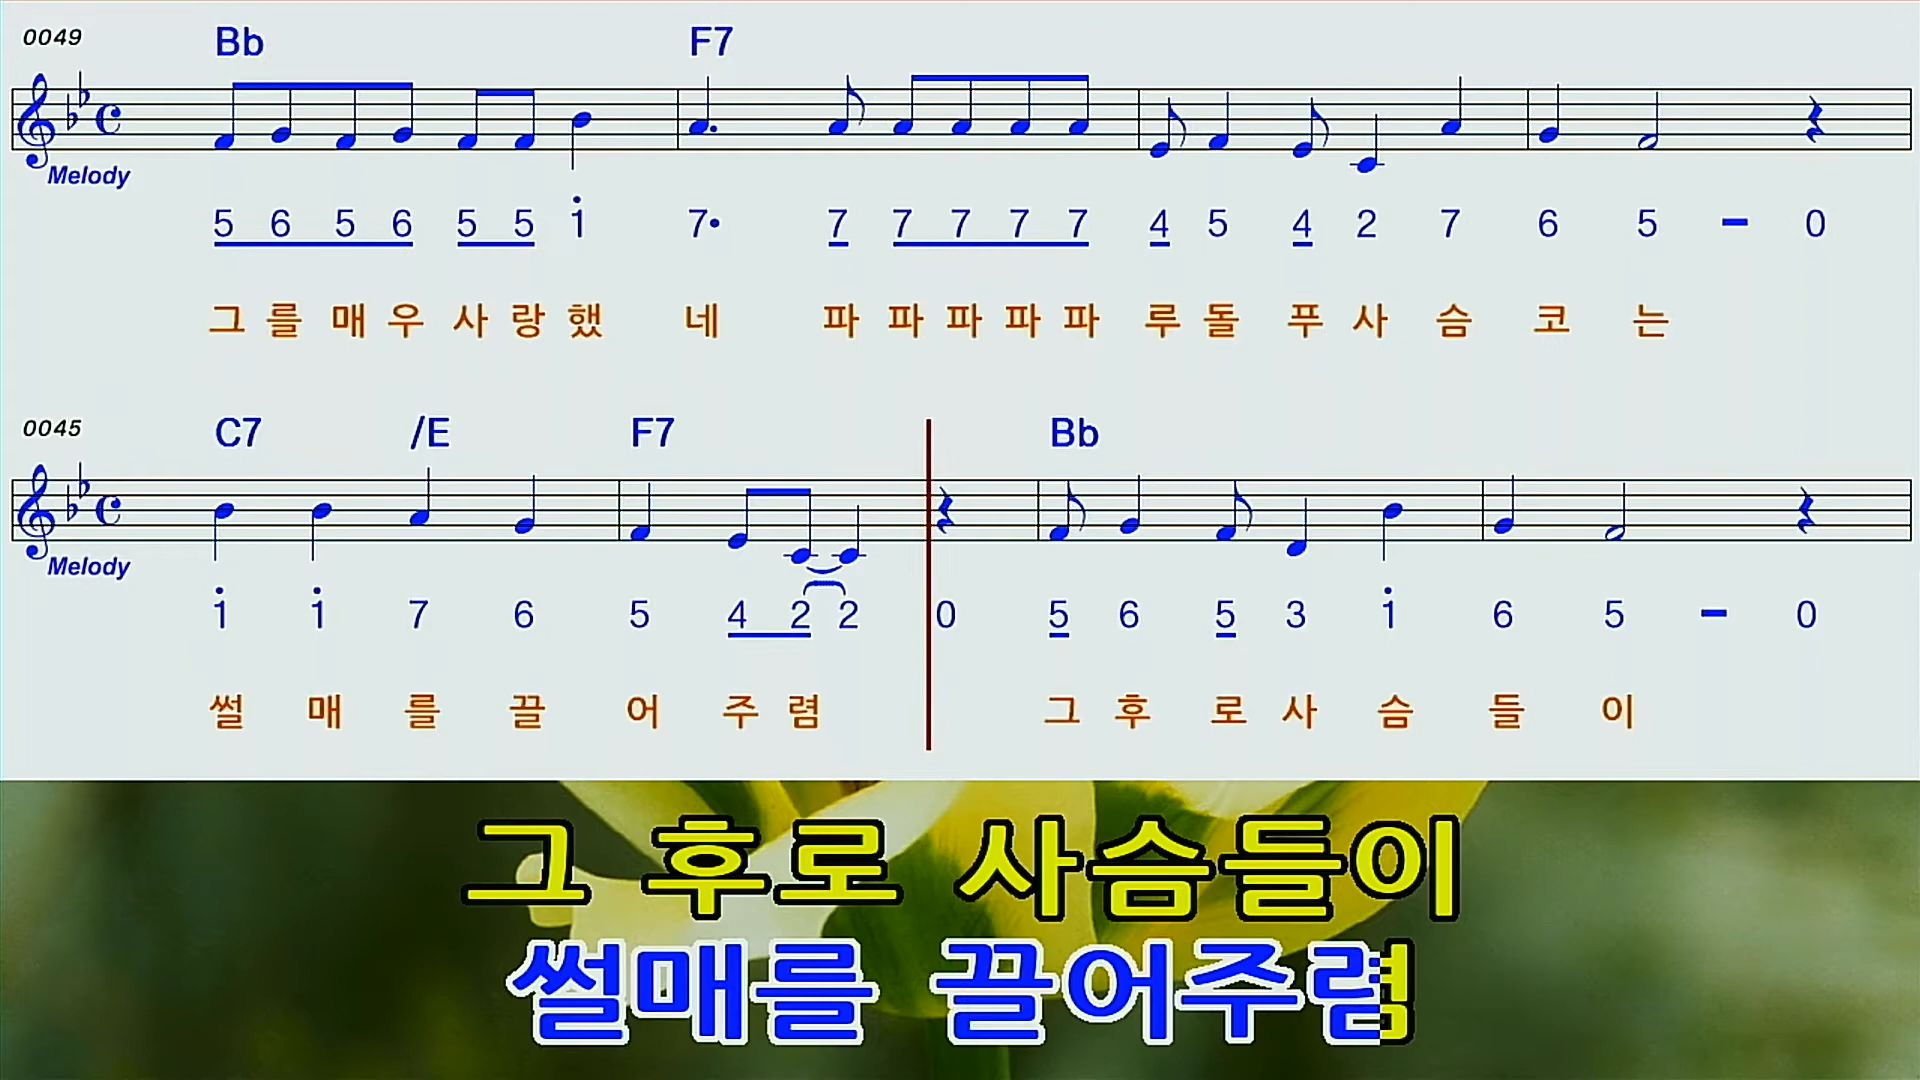 0049 Bb F7
Melody
5 6 5 6 5 5 1 7• 7 7 7 7 7 4 5 4 2 7 6 5 - 0
그 를 매 우 사 랑 했 네 파 파 파 파 파 루 돌 푸 사 슴 코 는
0045 C7 /E F7 Bb
Melody
1 1 7 6 5 4 2 2 0 5 6 5 3 1 6 5 - 0
썰 매 를 끌 어 주 렴 그 후 로 사 슴 들 이
그 후로 사슴들이
썰매를 끌어주렴